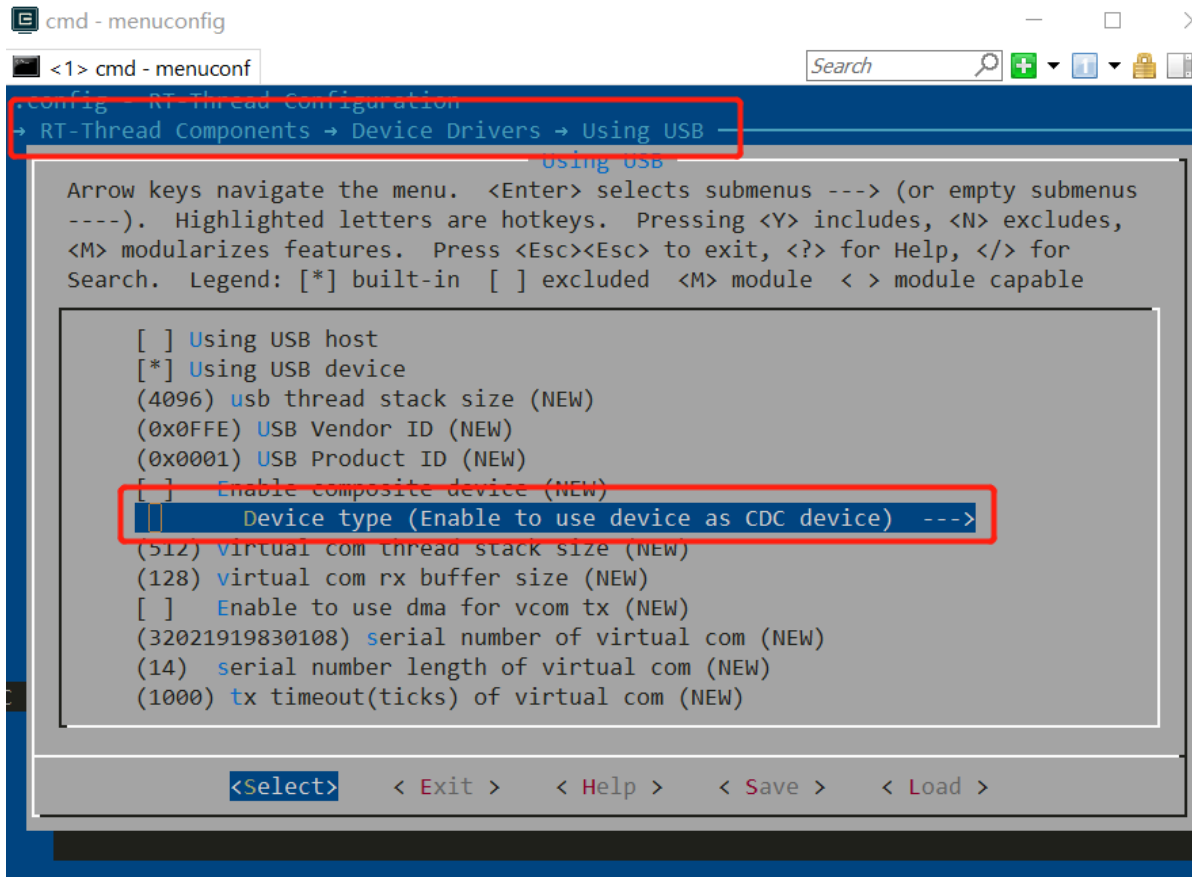 cmd - menuconfig
<1> cmd - menuconf
Search
.config - RT-Thread Configuration
→ RT-Thread Components → Device Drivers → Using USB
Using USB
Arrow keys navigate the menu.  <Enter> selects submenus ---> (or empty submenus
----).  Highlighted letters are hotkeys.  Pressing <Y> includes, <N> excludes,
<M> modularizes features.  Press <Esc><Esc> to exit, <?> for Help, </> for
Search.  Legend: [*] built-in  [ ] excluded  <M> module  < > module capable
[ ] Using USB host
[*] Using USB device
(4096) usb thread stack size (NEW)
(0x0FFE) USB Vendor ID (NEW)
(0x0001) USB Product ID (NEW)
[ ]   Enable composite device (NEW)
Device type (Enable to use device as CDC device)  --->
(512) virtual com thread stack size (NEW)
(128) virtual com rx buffer size (NEW)
[ ]   Enable to use dma for vcom tx (NEW)
(32021919830108) serial number of virtual com (NEW)
(14)  serial number length of virtual com (NEW)
(1000) tx timeout(ticks) of virtual com (NEW)
<Select>    < Exit >    < Help >    < Save >    < Load >